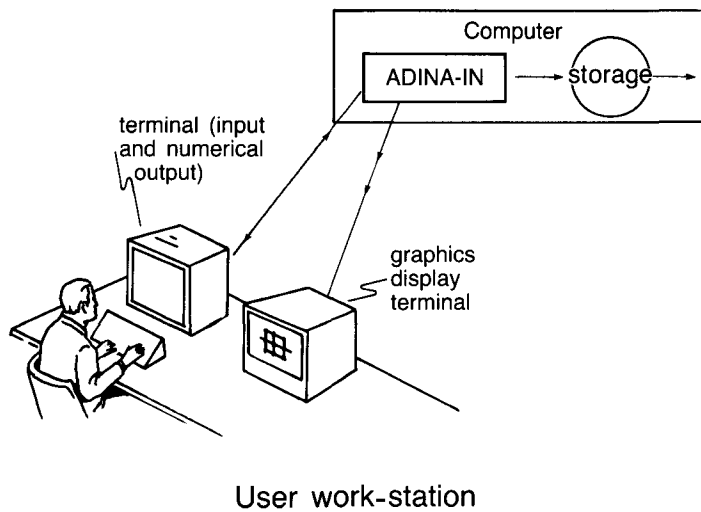 Computer
ADINA-IN
storage
terminal (input
and numerical
output)
graphics
display
terminal
User work-station